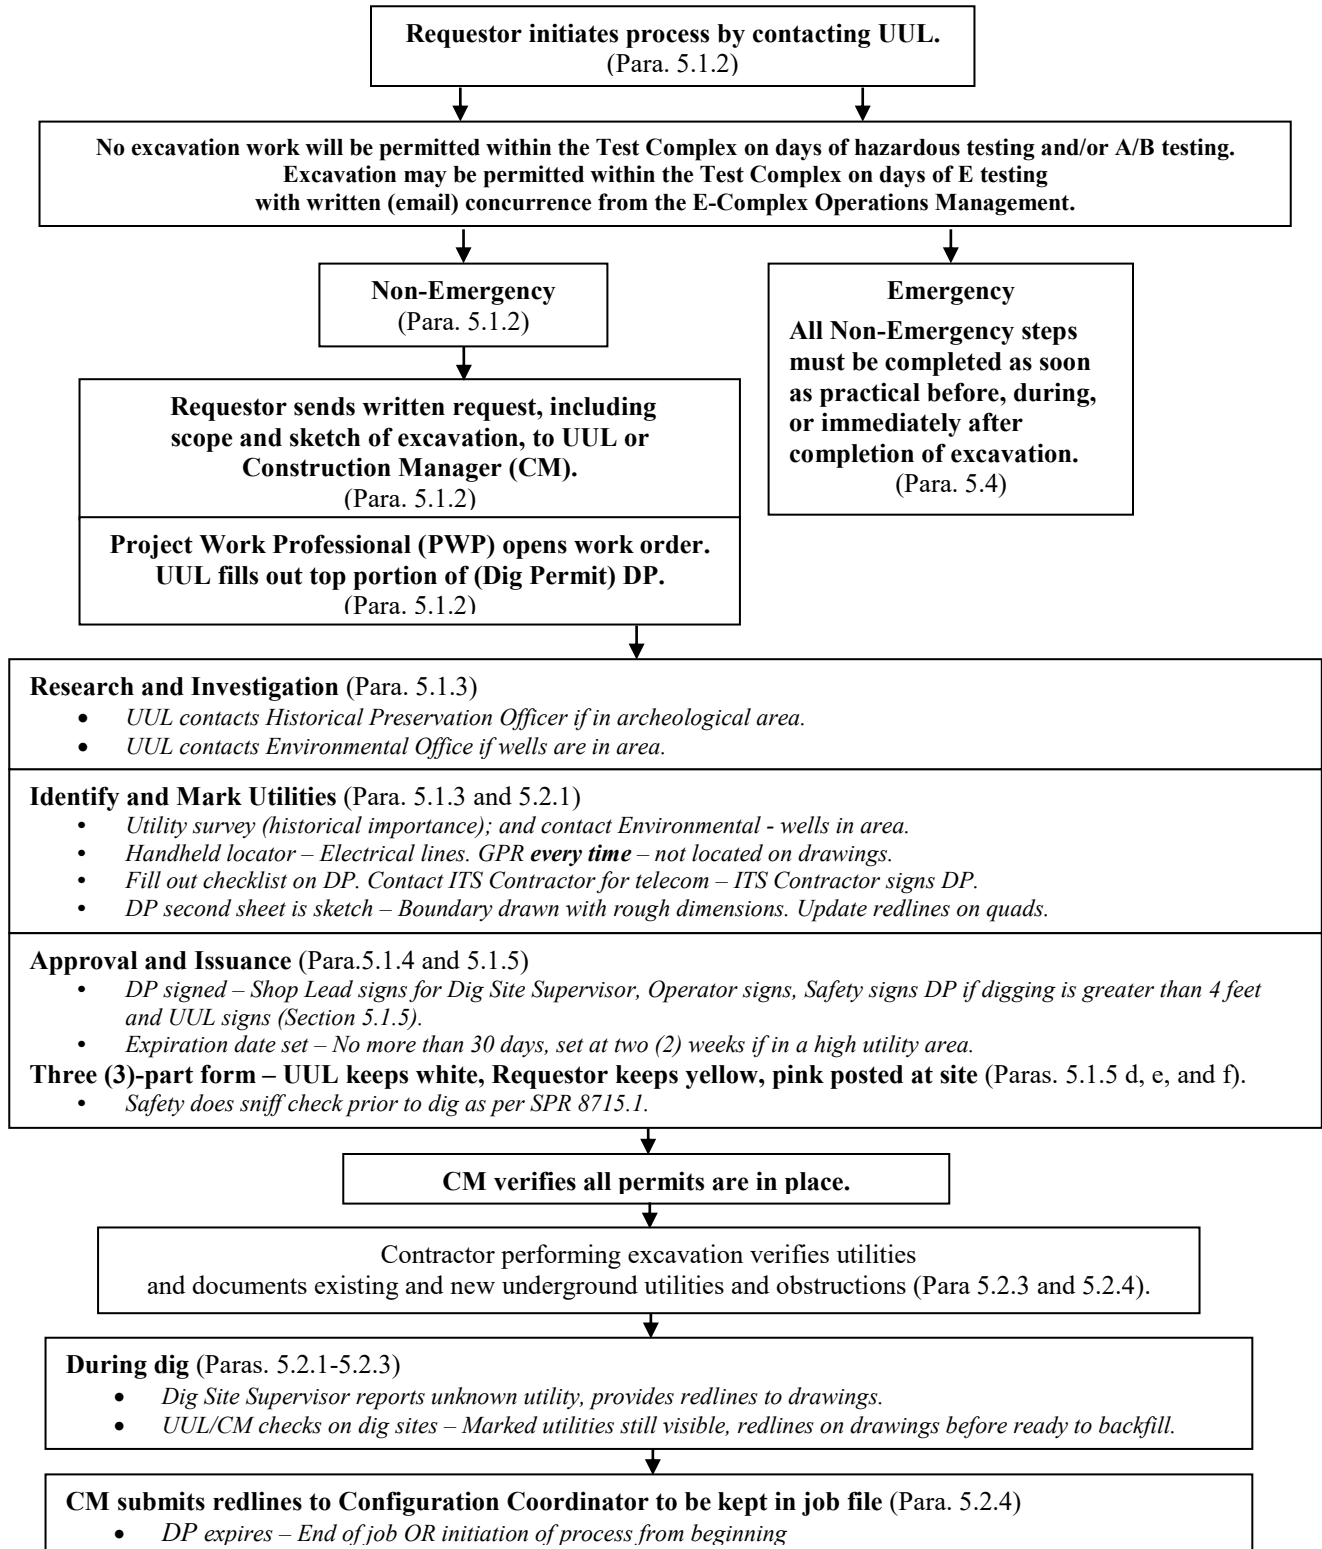 Requestor initiates process by contacting UUL.
(Para. 5.1.2)
No excavation work will be permitted within the Test Complex on days of hazardous testing and/or A/B testing.
Excavation may be permitted within the Test Complex on days of E testing
with written (email) concurrence from the E-Complex Operations Management.
Non-Emergency
(Para. 5.1.2)
Emergency
All Non-Emergency steps
must be completed as soon
as practical before, during,
or immediately after
completion of excavation.
(Para. 5.4)
Requestor sends written request, including
scope and sketch of excavation, to UUL or
Construction Manager (CM).
(Para. 5.1.2)
Project Work Professional (PWP) opens work order.
UUL fills out top portion of (Dig Permit) DP.
(Para. 5.1.2)
Research and Investigation (Para. 5.1.3)
• UUL contacts Historical Preservation Officer if in archeological area.
• UUL contacts Environmental Office if wells are in area.
Identify and Mark Utilities (Para. 5.1.3 and 5.2.1)
• Utility survey (historical importance); and contact Environmental - wells in area.
• Handheld locator – Electrical lines. GPR every time – not located on drawings.
• Fill out checklist on DP. Contact ITS Contractor for telecom – ITS Contractor signs DP.
• DP second sheet is sketch – Boundary drawn with rough dimensions. Update redlines on quads.
Approval and Issuance (Para.5.1.4 and 5.1.5)
• DP signed – Shop Lead signs for Dig Site Supervisor, Operator signs, Safety signs DP if digging is greater than 4 feet
and UUL signs (Section 5.1.5).
• Expiration date set – No more than 30 days, set at two (2) weeks if in a high utility area.
Three (3)-part form – UUL keeps white, Requestor keeps yellow, pink posted at site (Paras. 5.1.5 d, e, and f).
• Safety does sniff check prior to dig as per SPR 8715.1.
CM verifies all permits are in place.
Contractor performing excavation verifies utilities
and documents existing and new underground utilities and obstructions (Para 5.2.3 and 5.2.4).
During dig (Paras. 5.2.1-5.2.3)
• Dig Site Supervisor reports unknown utility, provides redlines to drawings.
• UUL/CM checks on dig sites – Marked utilities still visible, redlines on drawings before ready to backfill.
CM submits redlines to Configuration Coordinator to be kept in job file (Para. 5.2.4)
• DP expires – End of job OR initiation of process from beginning